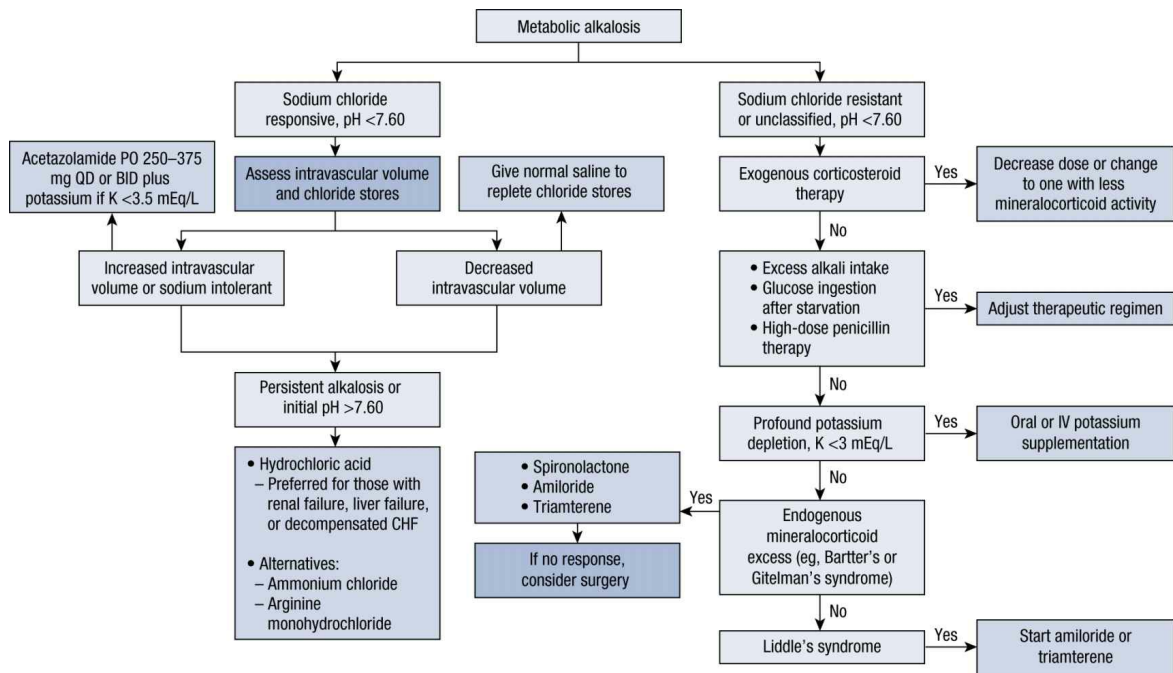 Metabolic alkalosis
Sodium chloride
responsive, pH <7.60
Acetazolamide PO 250–375
mg QD or BID plus
potassium if K <3.5 mEq/L
Assess intravascular volume
and chloride stores
Give normal saline to
replete chloride stores
Increased intravascular
volume or sodium intolerant
Decreased
intravascular volume
Persistent alkalosis or
initial pH >7.60
• Hydrochloric acid
– Preferred for those with
renal failure, liver failure,
or decompensated CHF
• Alternatives:
– Ammonium chloride
– Arginine
monohydrochloride
Sodium chloride resistant
or unclassified, pH <7.60
Exogenous corticosteroid
therapy
Yes
Decrease dose or change
to one with less
mineralocorticoid activity
No
• Excess alkali intake
• Glucose ingestion
after starvation
• High-dose penicillin
therapy
Yes
Adjust therapeutic regimen
No
Profound potassium
depletion, K <3 mEq/L
Yes
Oral or IV potassium
supplementation
No
Endogenous
mineralocorticoid
excess (eg, Bartter's or
Gitelman's syndrome)
Yes
• Spironolactone
• Amiloride
• Triamterene
If no response,
consider surgery
No
Liddle's syndrome
Yes
Start amiloride or
triamterene